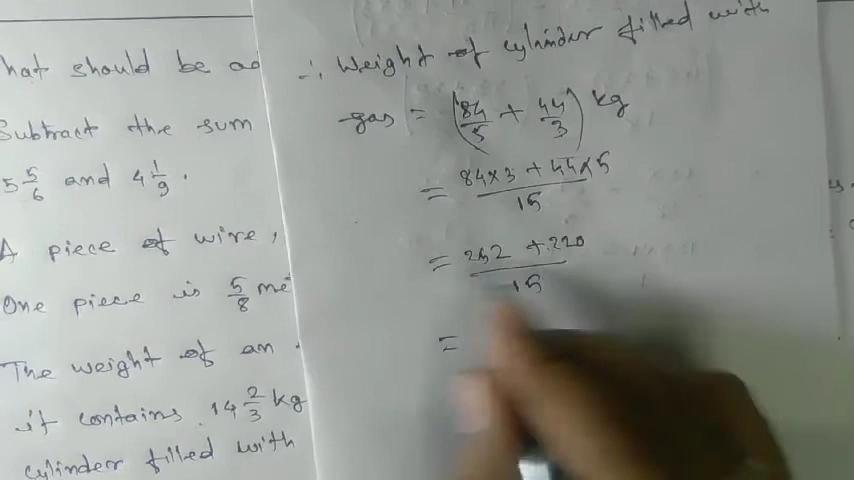 hat should be
Subtract the sum
5 5/6 and 4 1/9.
A piece of wire,
One piece is 5/8 me
The weight of an
it contains 14 2/3 kg
cylinder filled with
∴ Weight of cylinder filled with
gas = (84/5 + 44/3) kg
= 84×3 + 44×5 / 15
= 252 + 220 / 15
=